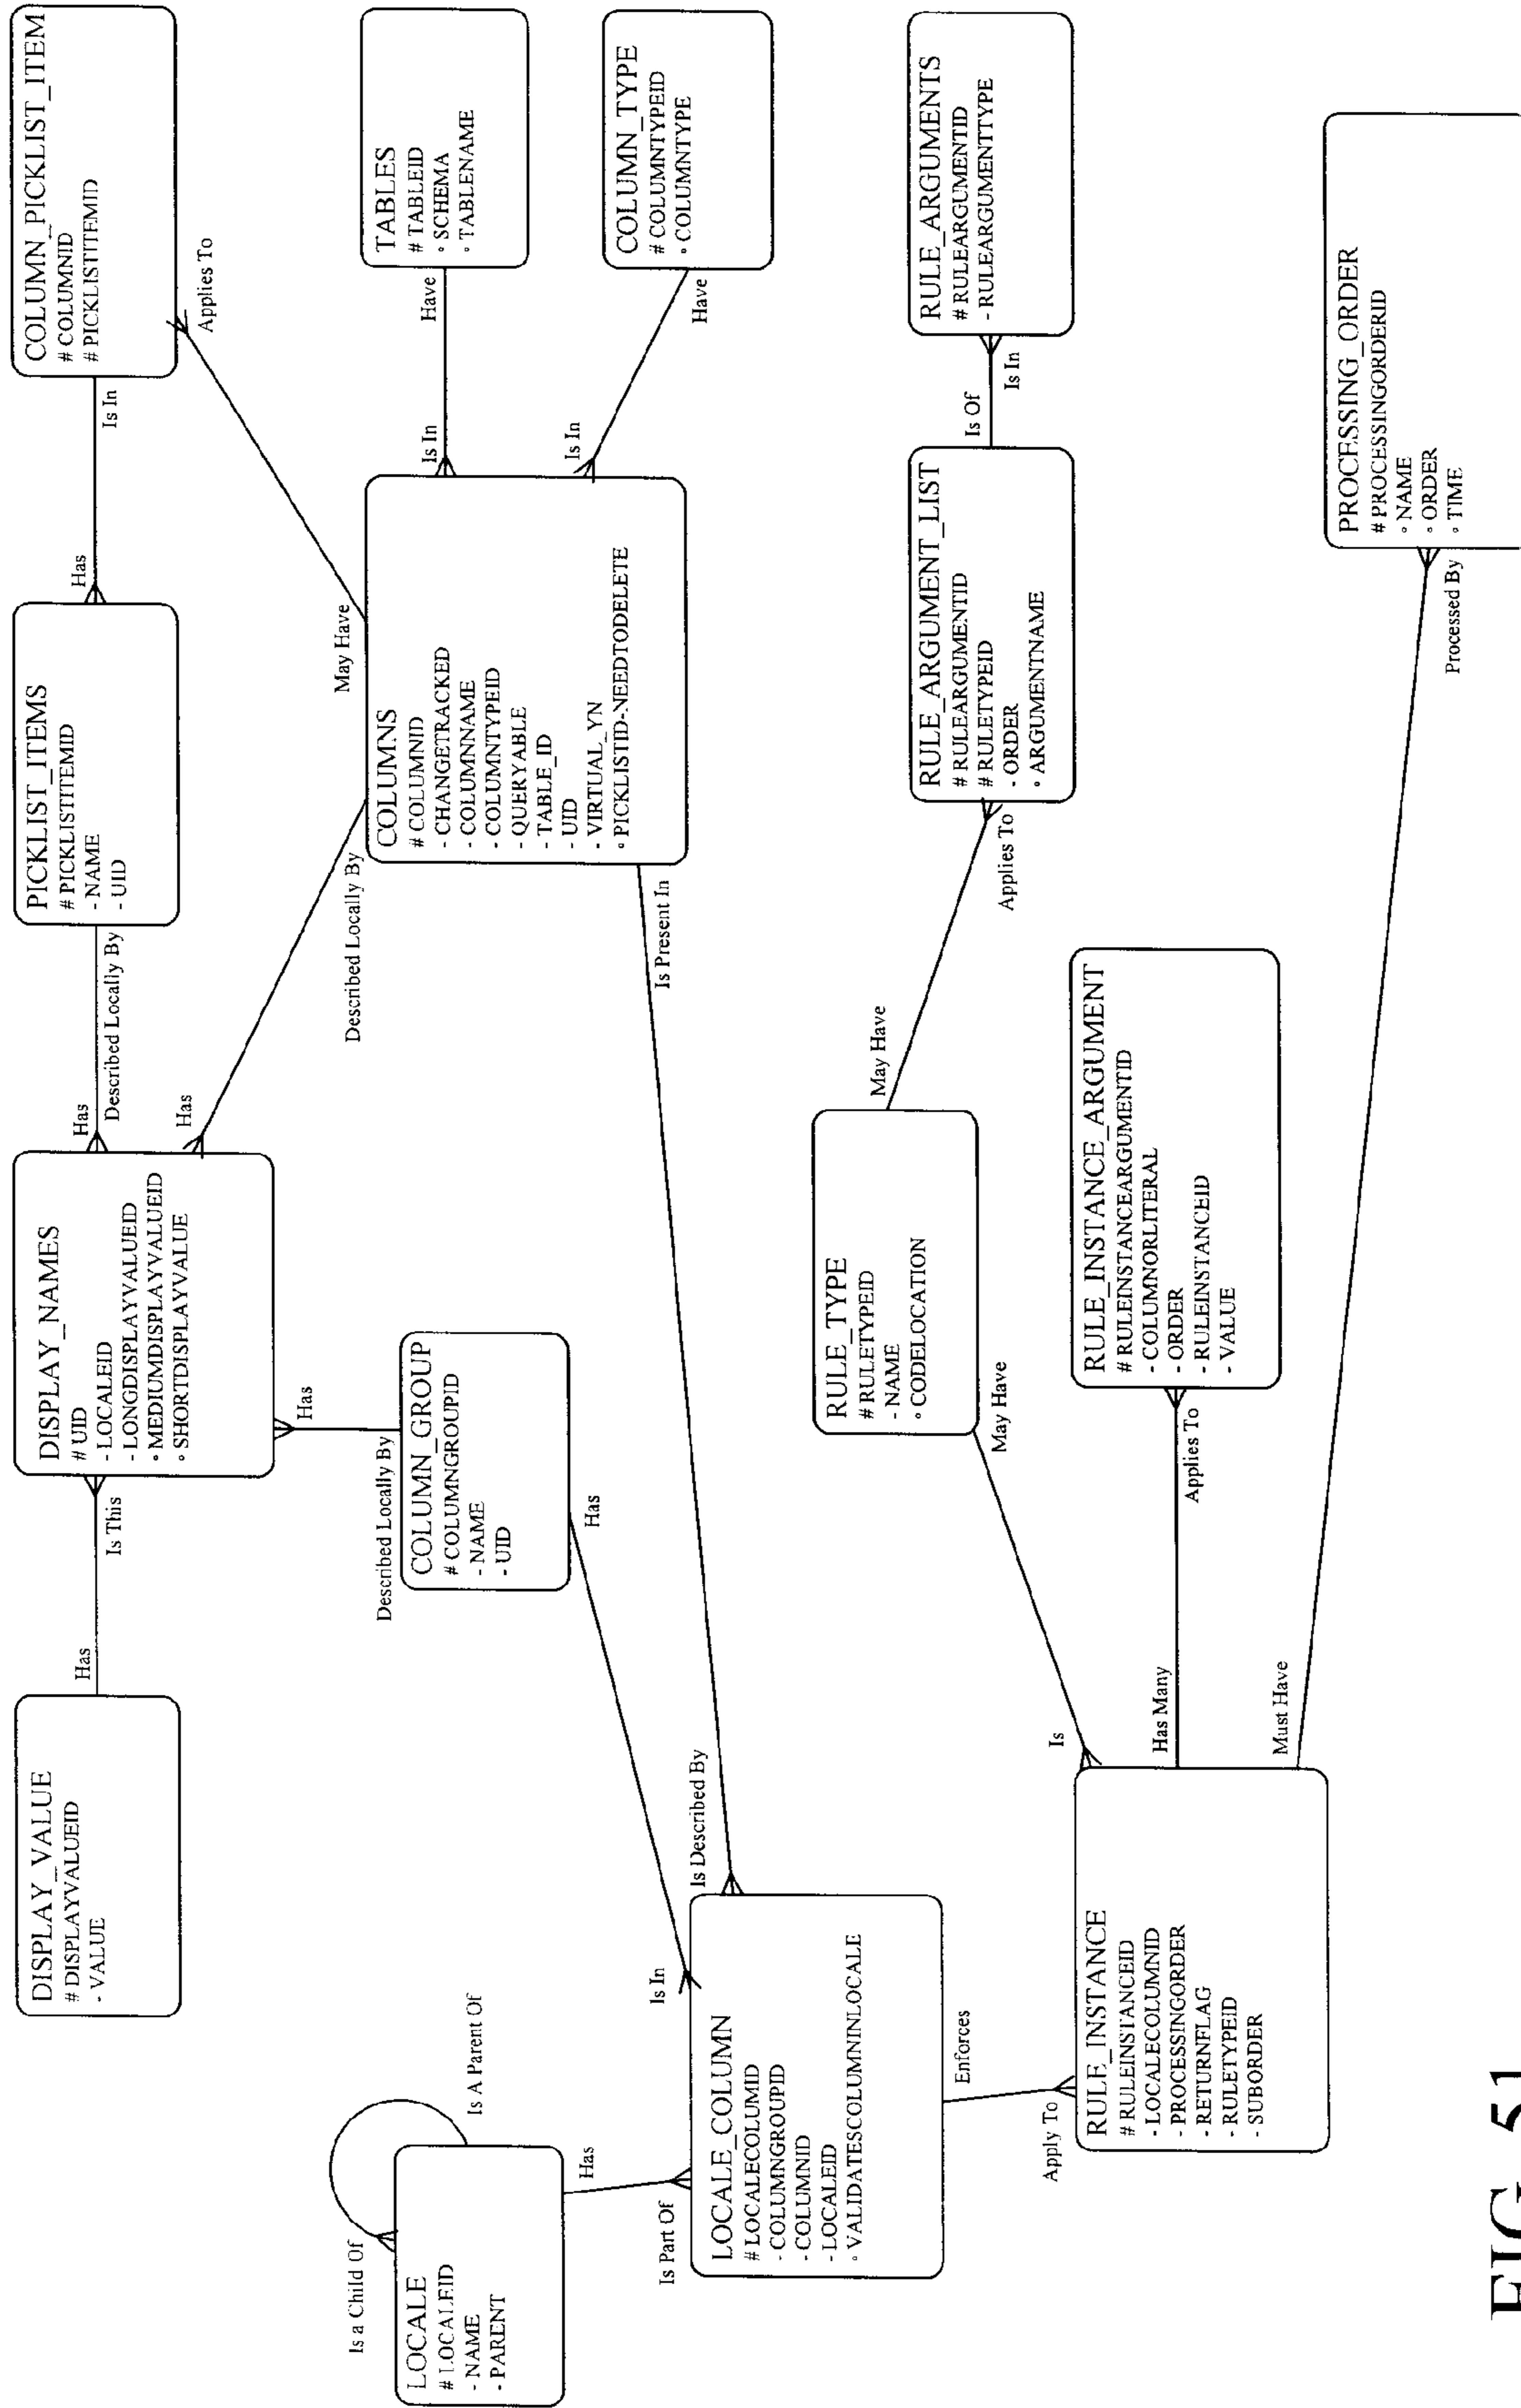 DISPLAY_VALUE
# DISPLAYVALUEID
- VALUE
Has
Is This
DISPLAY_NAMES
# UID
- LOCALEID
- LONGDISPLAYVALUEID
∘ MEDIUMDISPLAYVALUEID
∘ SHORTDISPLAYVALUE
Has
Described Locally By
PICKLIST_ITEMS
# PICKLISTITEMID
- NAME
- UID
Has
Is In
COLUMN_PICKLIST_ITEM
# COLUMNID
# PICKLISTITEMID
Applies To
May Have
Has
Described Locally By
Has
Described Locally By
Is a Child Of
Is A Parent Of
LOCALE
# LOCALEID
- NAME
- PARENT
COLUMN_GROUP
# COLUMNGROUPID
- NAME
- UID
COLUMNS
# COLUMNID
- CHANGETRACKED
- COLUMNNAME
- COLUMNTYPEID
- QUERYABLE
- TABLE_ID
- UID
- VIRTUAL_YN
∘ PICKLISTID-NEEDTODELETE
Is In
Have
TABLES
# TABLEID
∘ SCHEMA
∘ TABLENAME
Is In
Have
COLUMN_TYPE
# COLUMNTYPEID
∘ COLUMNTYPE
Has
Is Part Of
Has
Is In
Is Present In
Is Described By
LOCALE_COLUMN
# LOCALECOLUMID
- COLUMNGROUPID
- COLUMNID
- LOCALEID
∘ VALIDATESCOLUMNINLOCALE
Enforces
Apply To
RULE_TYPE
# RULETYPEID
- NAME
∘ CODELOCATION
May Have
Applies To
RULE_ARGUMENT_LIST
# RULEARGUMENTID
# RULETYPEID
- ORDER
∘ ARGUMENTNAME
Is Of
Is In
RULE_ARGUMENTS
# RULEARGUMENTID
- RULEARGUMENTTYPE
May Have
Is
RULE_INSTANCE
# RULEINSTANCEID
- LOCALECOLUMNID
- PROCESSINGORDER
- RETURNFLAG
- RULETYPEID
- SUBORDER
Has Many
Applies To
RULE_INSTANCE_ARGUMENT
# RULEINSTANCEARGUMENTID
- COLUMNORLITERAL
- ORDER
- RULEINSTANCEID
- VALUE
Must Have
Processed By
PROCESSING_ORDER
# PROCESSINGORDERID
∘ NAME
∘ ORDER
∘ TIME
FIG. 51